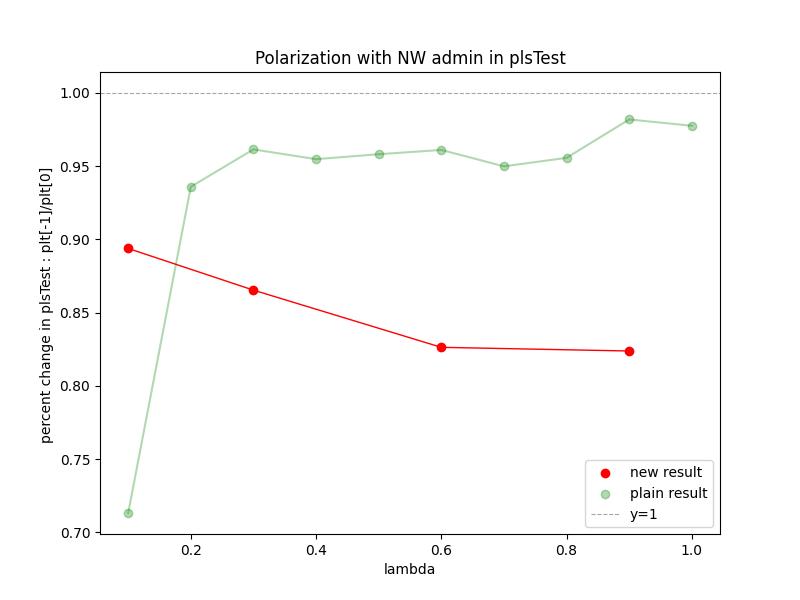 Polarization with NW admin in plsTest
percent change in plsTest : plt[-1]/plt[0]
1.00
0.95
0.90
0.85
0.80
0.75
0.70
0.2
0.4
0.6
0.8
1.0
lambda
new result
plain result
y=1